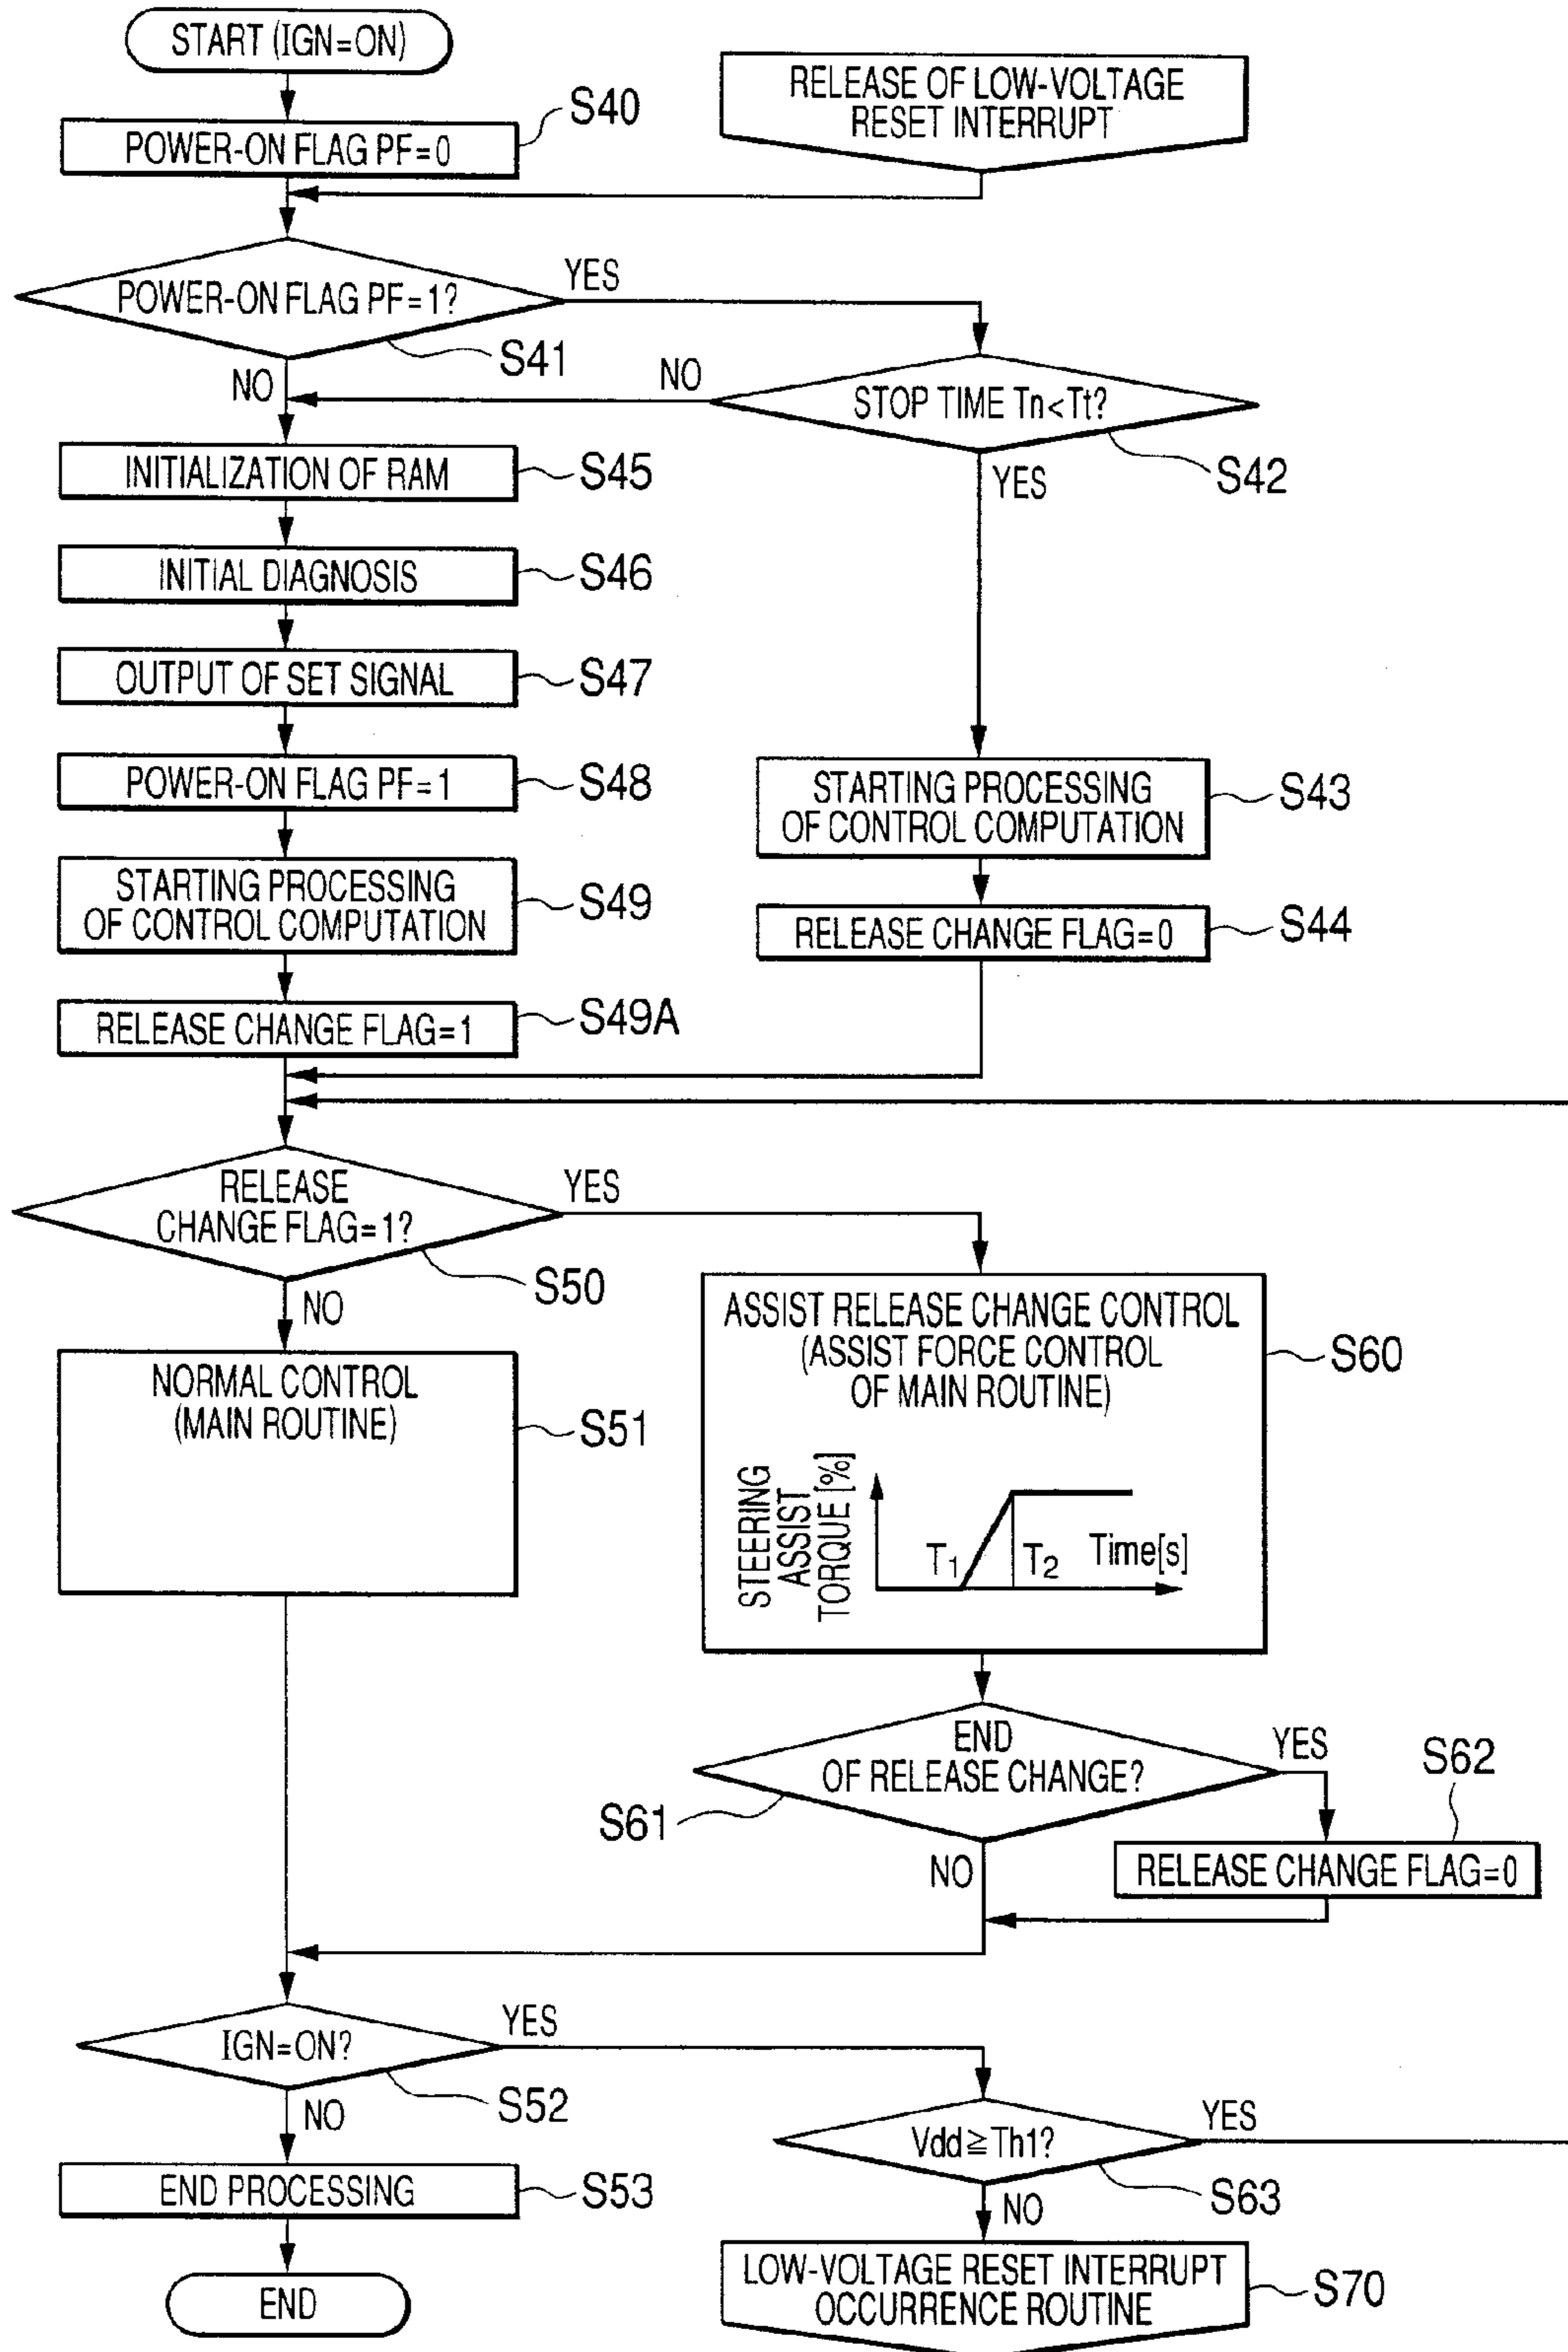 START (IGN=ON)
RELEASE OF LOW-VOLTAGE
RESET INTERRUPT
S40
POWER-ON FLAG PF=0
POWER-ON FLAG PF=1?
YES
S41
NO
NO
STOP TIME Tn<Tt?
S42
YES
INITIALIZATION OF RAM
S45
INITIAL DIAGNOSIS
S46
OUTPUT OF SET SIGNAL
S47
POWER-ON FLAG PF=1
S48
STARTING PROCESSING
OF CONTROL COMPUTATION
S43
STARTING PROCESSING
OF CONTROL COMPUTATION
S49
RELEASE CHANGE FLAG=0
S44
RELEASE CHANGE FLAG=1
S49A
RELEASE
CHANGE FLAG=1?
YES
S50
NO
NORMAL CONTROL
(MAIN ROUTINE)
S51
ASSIST RELEASE CHANGE CONTROL
(ASSIST FORCE CONTROL
OF MAIN ROUTINE)
S60
STEERING
ASSIST
TORQUE [%]
T1
T2
Time[s]
END
OF RELEASE CHANGE?
YES
S61
S62
NO
RELEASE CHANGE FLAG=0
IGN=ON?
YES
S52
NO
Vdd≧Th1?
YES
S63
NO
END PROCESSING
S53
LOW-VOLTAGE RESET INTERRUPT
OCCURRENCE ROUTINE
S70
END